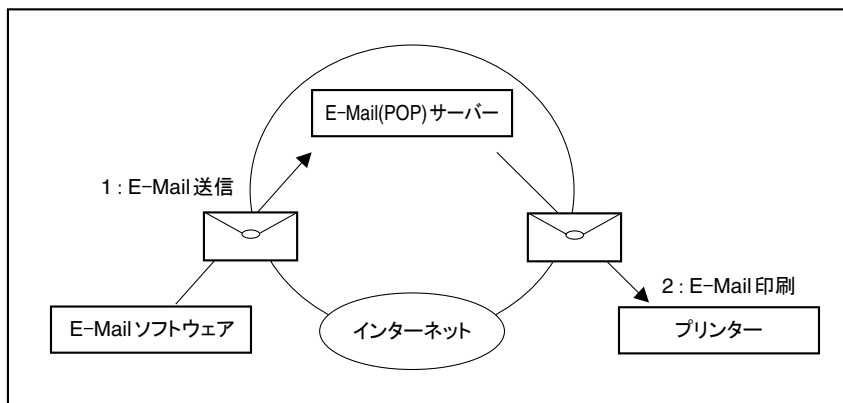 E-Mail(POP)サーバー
1 : E-Mail送信
2 : E-Mail印刷
E-Mailソフトウェア
インターネット
プリンター